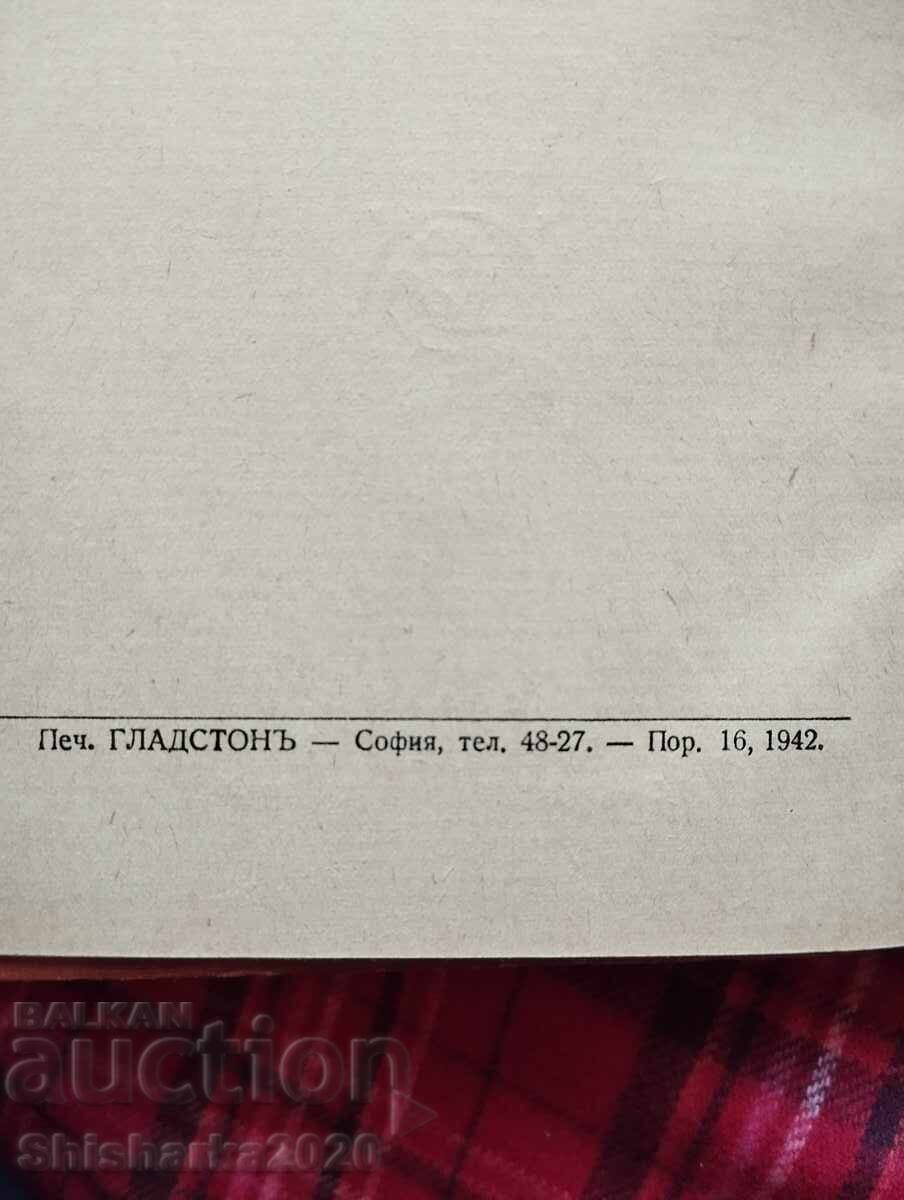 Печ. ГЛАДСТОНЪ — София, тел. 48-27. — Пор. 16, 1942.
BALKAN
auction
Shisharka2020